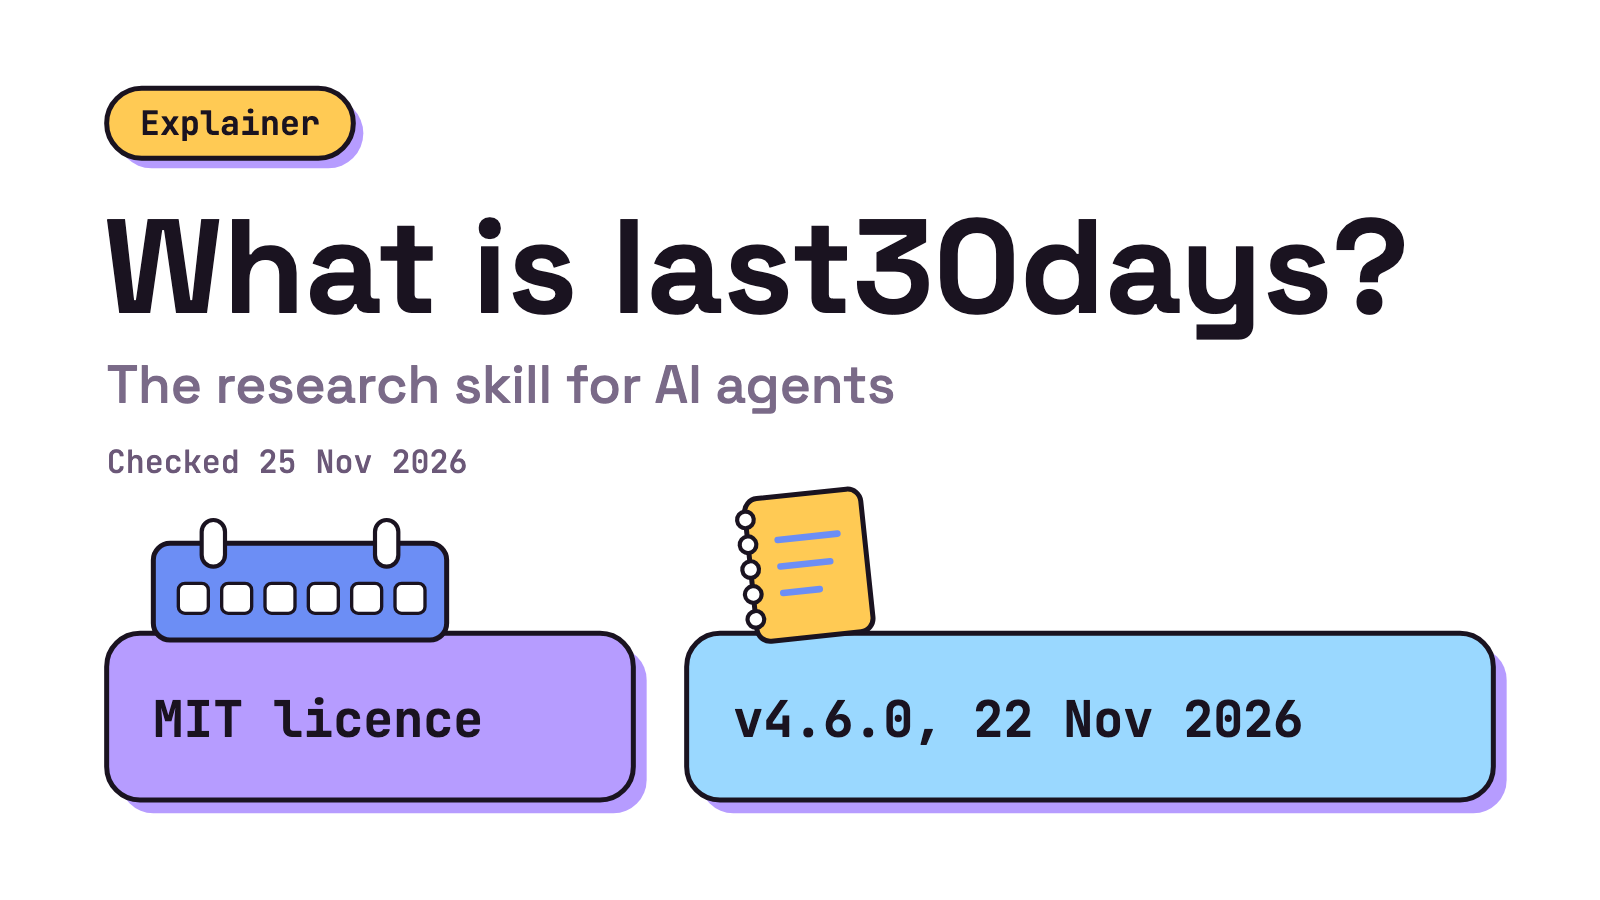 Explainer
What is last30days?
The research skill for AI agents
Checked 25 Nov 2026
MIT licence
v4.6.0, 22 Nov 2026